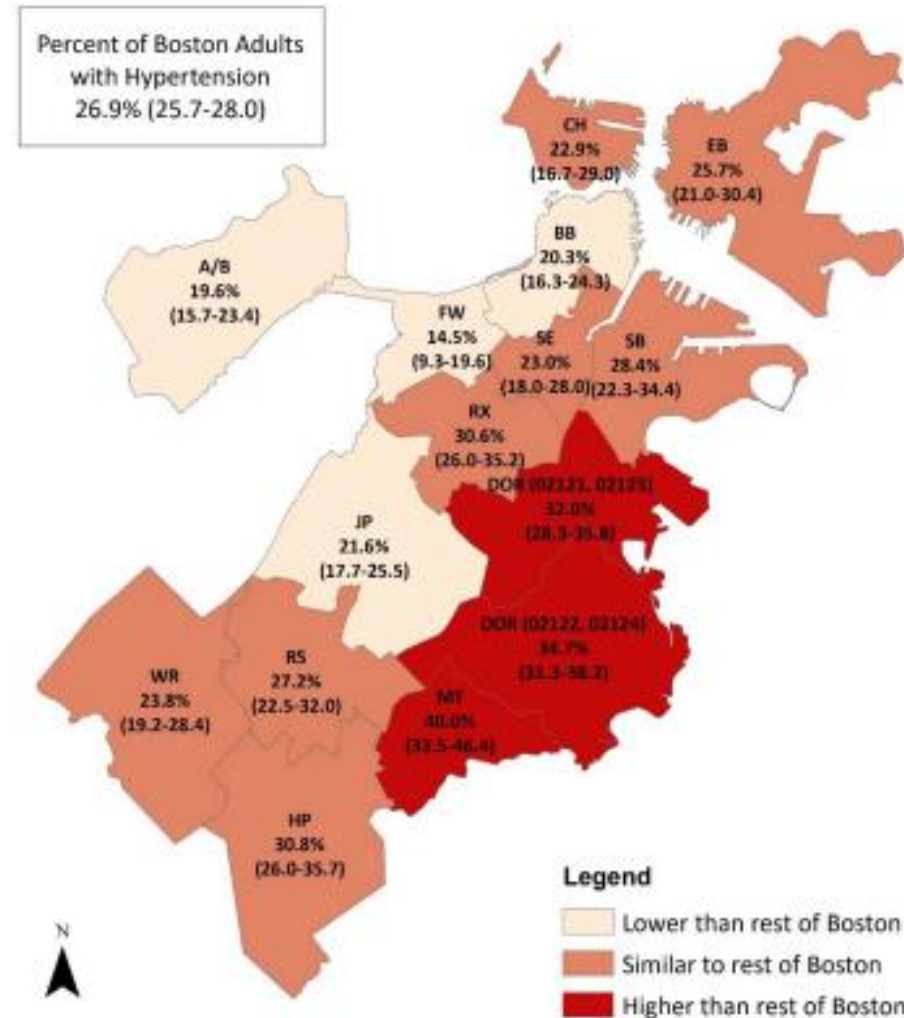 Percent of Boston Adults
with Hypertension
26.9% (25.7-28.0)
CH
22.9%
(16.7-29.0)
EB
25.7%
(21.0-30.4)
BB
20.3%
(16.3-24.3)
A/B
19.6%
(15.7-23.4)
FW
14.5%
(9.3-19.6)
SE
23.0%
(18.0-28.0)
SB
28.4%
(22.3-34.4)
RX
30.6%
(26.0-35.2)
DOR (02121, 02125)
32.0%
(28.3-35.8)
JP
21.6%
(17.7-25.5)
DOR (02122, 02124)
34.7%
(31.3-38.2)
WR
23.8%
(19.2-28.4)
RS
27.2%
(22.5-32.0)
MT
40.0%
(33.5-46.4)
HP
30.8%
(26.0-35.7)
N
Legend
Lower than rest of Boston
Similar to rest of Boston
Higher than rest of Boston